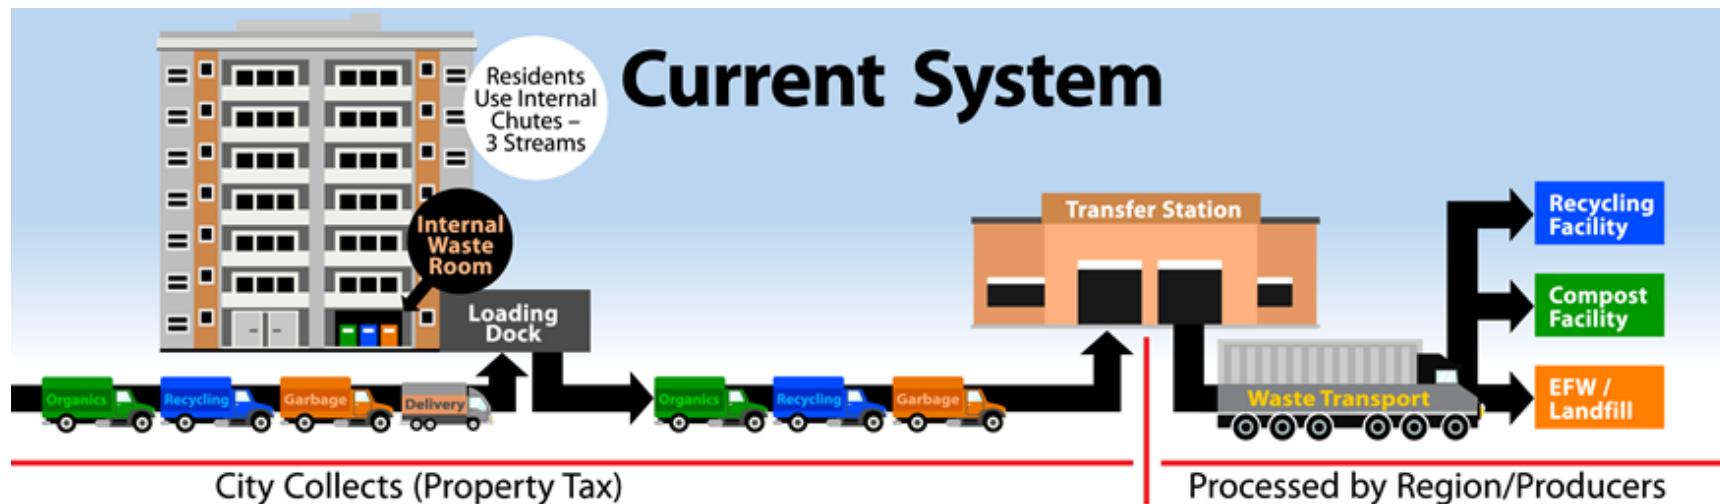 Current System
Residents
Use Internal
Chutes –
3 Streams
Internal
Waste
Room
Loading
Dock
Transfer Station
Recycling
Facility
Compost
Facility
EFW /
Landfill
Organics
Recycling
Garbage
Delivery
Organics
Recycling
Garbage
Waste Transport
City Collects (Property Tax)
Processed by Region/Producers